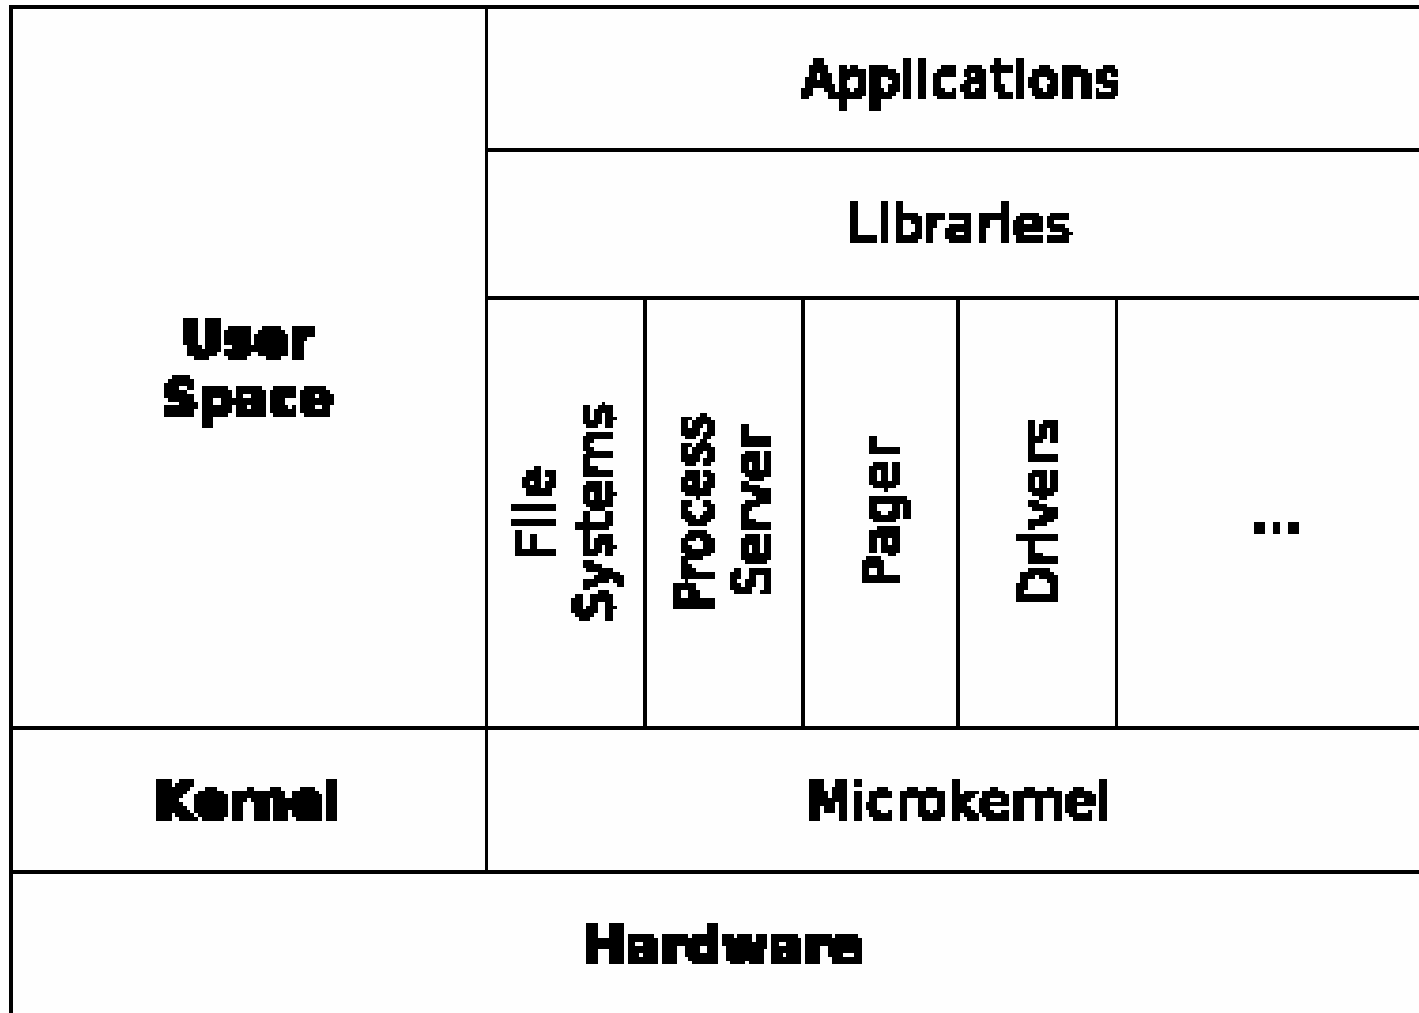 Applications
Libraries
User
Space
File
Systems
Process
Server
Pager
Drivers
...
Kernel
Microkernel
Hardware